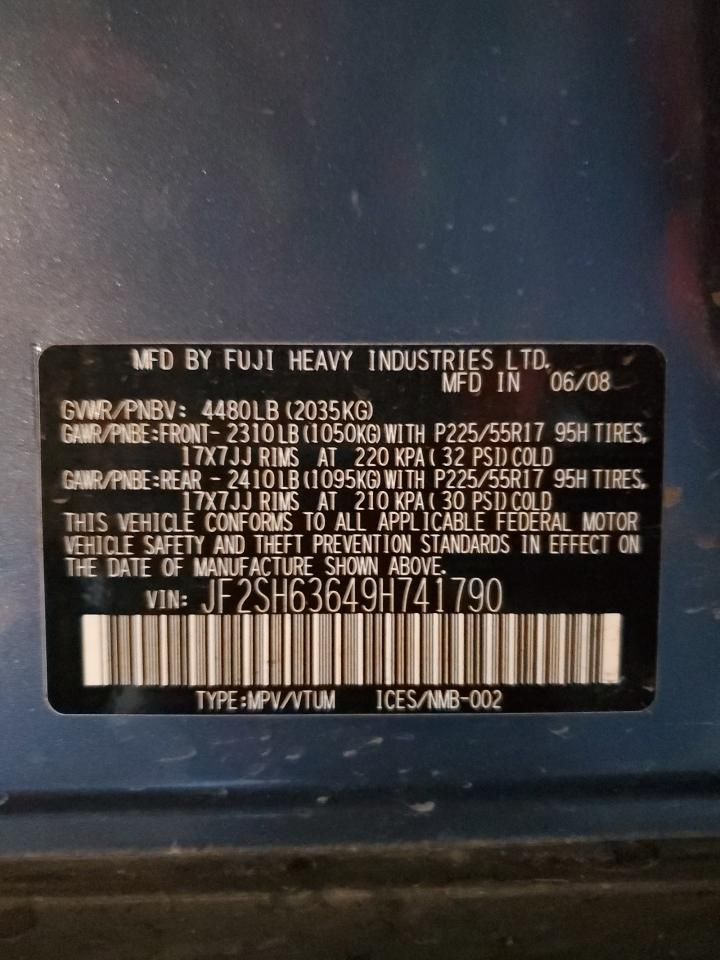 MFD BY FUJI HEAVY INDUSTRIES LTD.
MFD IN 06/08
GVWR/PNBV: 4480LB (2035KG)
GAWR/PNBE:FRONT- 2310LB (1050KG) WITH P225/55R17 95H TIRES,
17X7JJ RIMS AT 220 KPA ( 32 PSI) COLD
GAWR/PNBE:REAR - 2410LB (1095KG) WITH P225/55R17 95H TIRES,
17X7JJ RIMS AT 210 KPA ( 30 PSI) COLD
THIS VEHICLE CONFORMS TO ALL APPLICABLE FEDERAL MOTOR
VEHICLE SAFETY AND THEFT PREVENTION STANDARDS IN EFFECT ON
THE DATE OF MANUFACTURE SHOWN ABOVE.
VIN: JF2SH63649H741790
TYPE:MPV/VTUM ICES/NMB-002